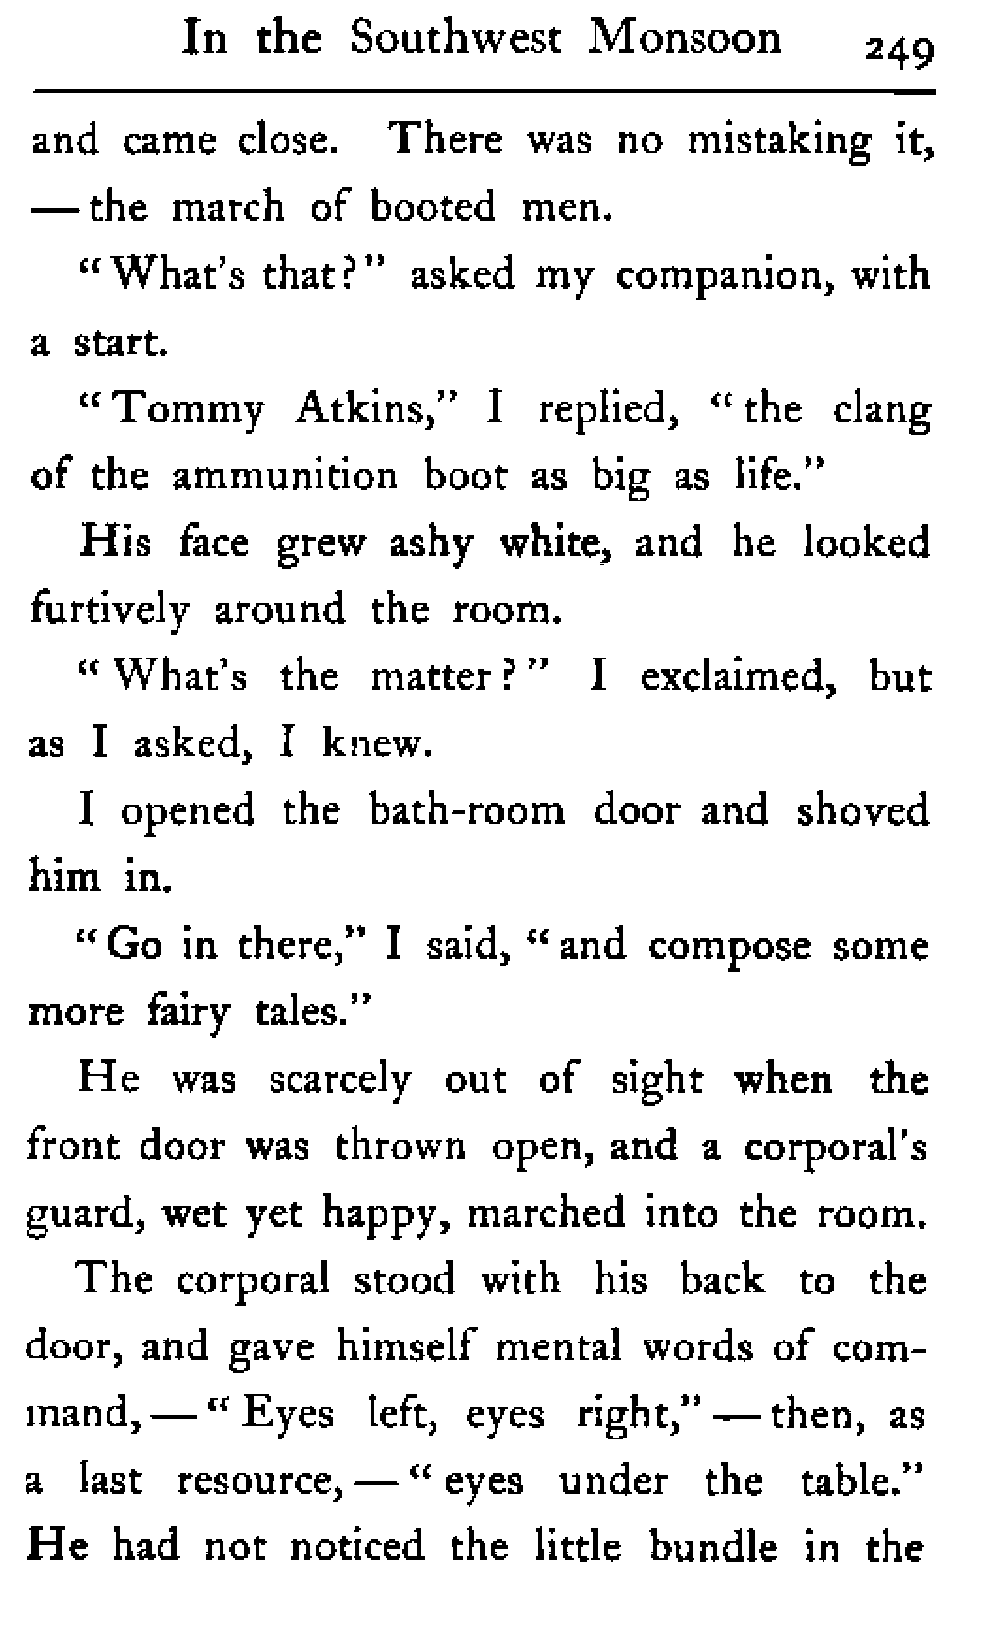 In the Southwest Monsoon 249
and came close. There was no mistaking it,
— the march of booted men.
“What's that?” asked my companion, with
a start.
“Tommy Atkins,” I replied, “the clang
of the ammunition boot as big as life.”
His face grew ashy white, and he looked
furtively around the room.
“What's the matter?” I exclaimed, but
as I asked, I knew.
I opened the bath-room door and shoved
him in.
“Go in there,” I said, “and compose some
more fairy tales.”
He was scarcely out of sight when the
front door was thrown open, and a corporal's
guard, wet yet happy, marched into the room.
The corporal stood with his back to the
door, and gave himself mental words of com-
mand, — “Eyes left, eyes right,” — then, as
a last resource, — “eyes under the table.”
He had not noticed the little bundle in the